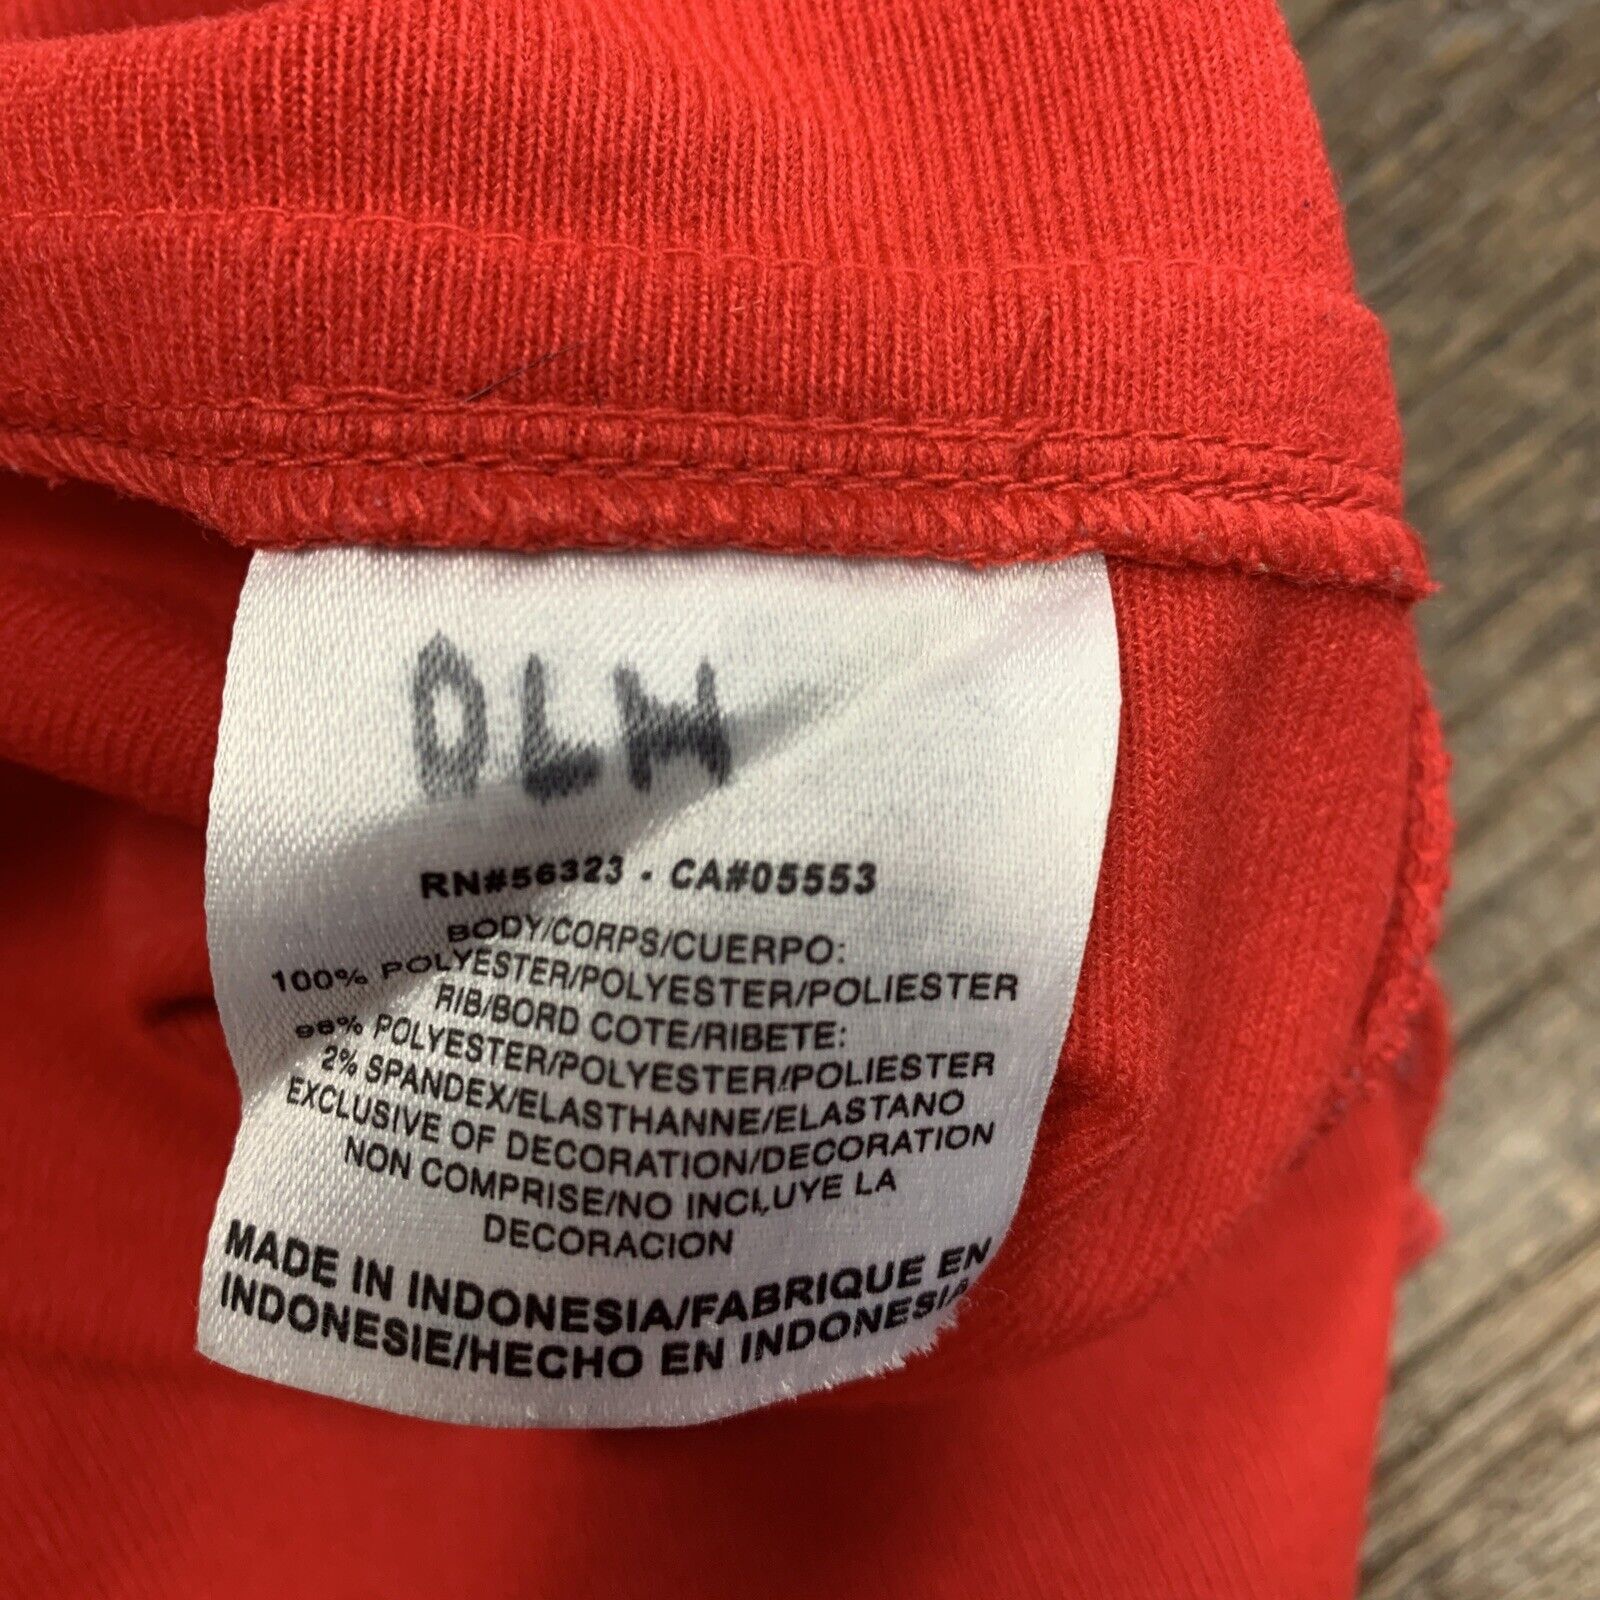 OLM
RN#56323 - CA#05553
BODY/CORPS/CUERPO:
100% POLYESTER/POLYESTER/POLIESTER
RIB/BORD COTE/RIBETE:
98% POLYESTER/POLYESTER/POLIESTER
2% SPANDEX/ELASTHANNE/ELASTANO
EXCLUSIVE OF DECORATION/DECORATION
NON COMPRISE/NO INCLUYE LA
DECORACION
MADE IN INDONESIA/FABRIQUE EN
INDONESIE/HECHO EN INDONESIA